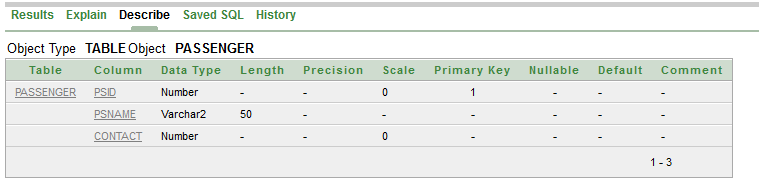 Results Explain Describe Saved SQL History
Object Type TABLE Object PASSENGER
Table Column Data Type Length Precision Scale Primary Key Nullable Default Comment
PASSENGER PSID Number - - 0 1 - - -
PSNAME Varchar2 50 - - - - - -
CONTACT Number - - 0 - - - -
1 - 3